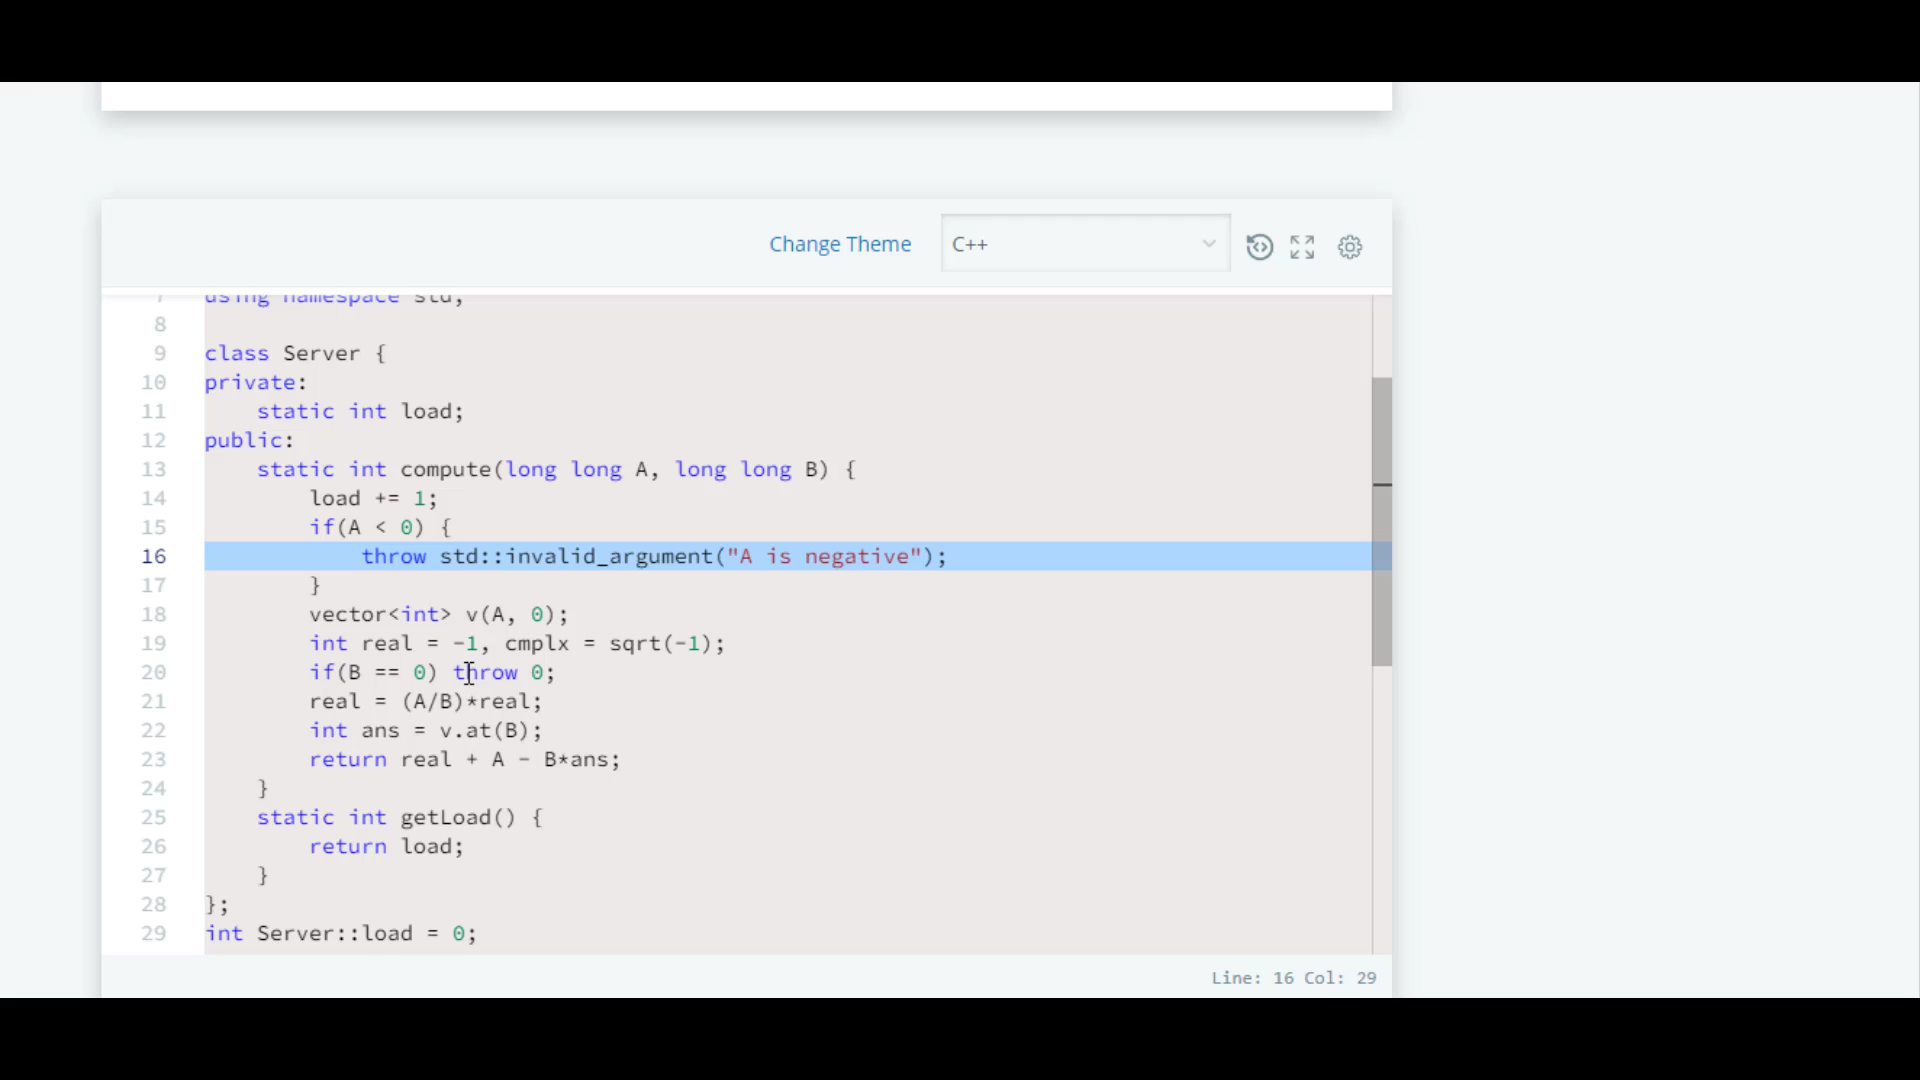 Change Theme
C++
7 using namespace std;
8
9 class Server {
10 private:
11     static int load;
12 public:
13     static int compute(long long A, long long B) {
14         load += 1;
15         if(A < 0) {
16             throw std::invalid_argument("A is negative");
17         }
18         vector<int> v(A, 0);
19         int real = -1, cmplx = sqrt(-1);
20         if(B == 0) throw 0;
21         real = (A/B)*real;
22         int ans = v.at(B);
23         return real + A - B*ans;
24     }
25     static int getLoad() {
26         return load;
27     }
28 };
29 int Server::load = 0;
Line: 16 Col: 29